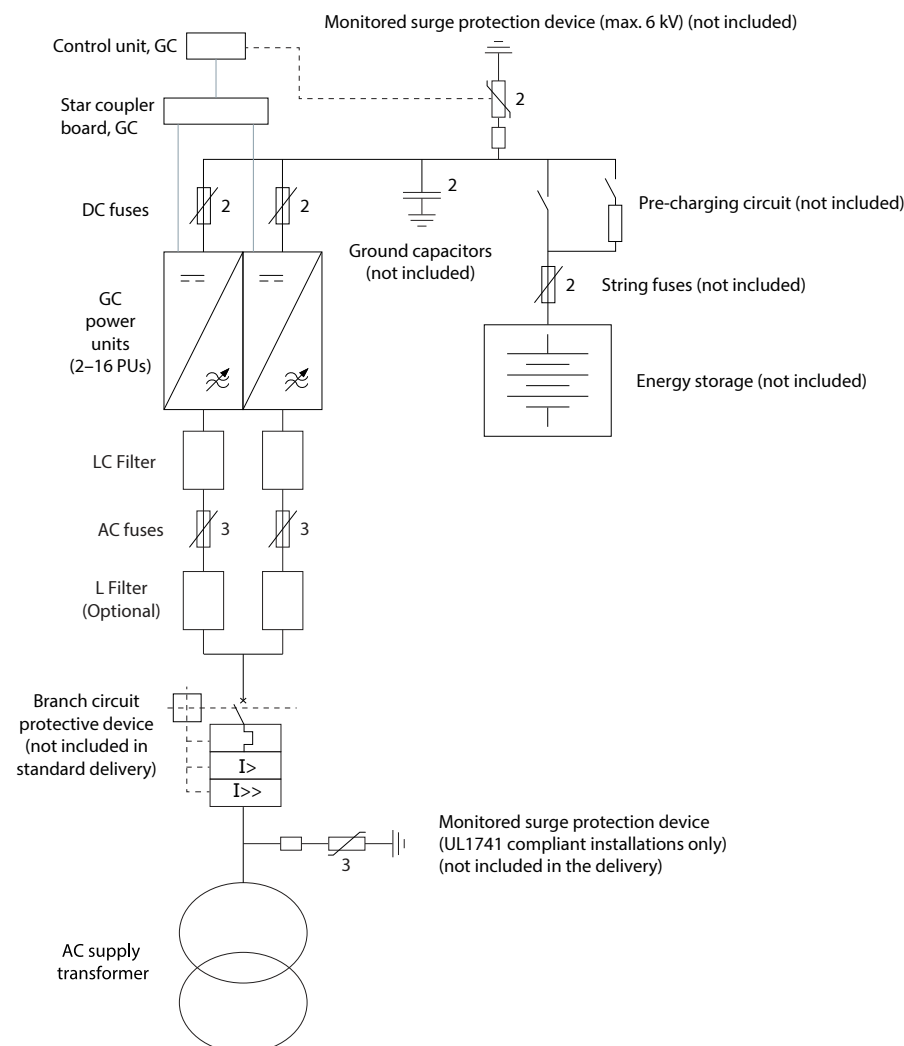 Monitored surge protection device (max. 6 kV) (not included)
Control unit, GC
2
Star coupler
board, GC
DC fuses
2
2
2
Ground capacitors
(not included)
Pre-charging circuit (not included)
2
String fuses (not included)
GC
power
units
(2–16 PUs)
Energy storage (not included)
LC Filter
AC fuses
3
3
L Filter
(Optional)
Branch circuit
protective device
(not included in
standard delivery)
I>
I>>
Monitored surge protection device
(UL1741 compliant installations only)
(not included in the delivery)
3
AC supply
transformer